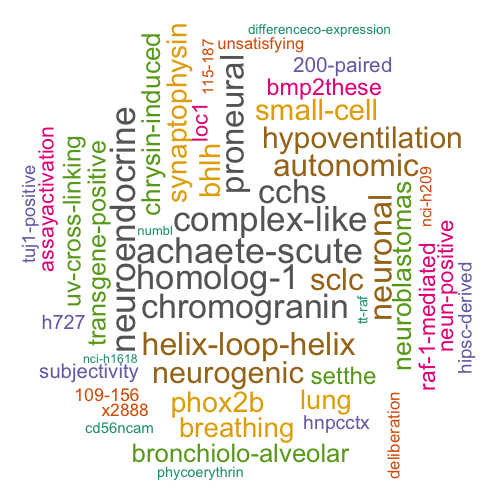 differenceco-expression
unsatisfying
200-paired
115-187
bmp2these
chrysin-induced
synaptophysin
loc1
small-cell
proneural
bhlh
hypoventilation
autonomic
neuroendocrine
assayactivation
uv-cross-linking
transgene-positive
tuj1-positive
cchs
complex-like
numbl
achaete-scute
homolog-1
sclc
chromogranin
neuronal
neuroblastomas
nci-h209
raf-1-mediated
neun-positive
hipsc-derived
tt-raf
h727
helix-loop-helix
nci-h1618
subjectivity
neurogenic
setthe
109-156
x2888
phox2b
lung
cd56ncam
breathing
hnpcctx
deliberation
bronchiolo-alveolar
phycoerythrin